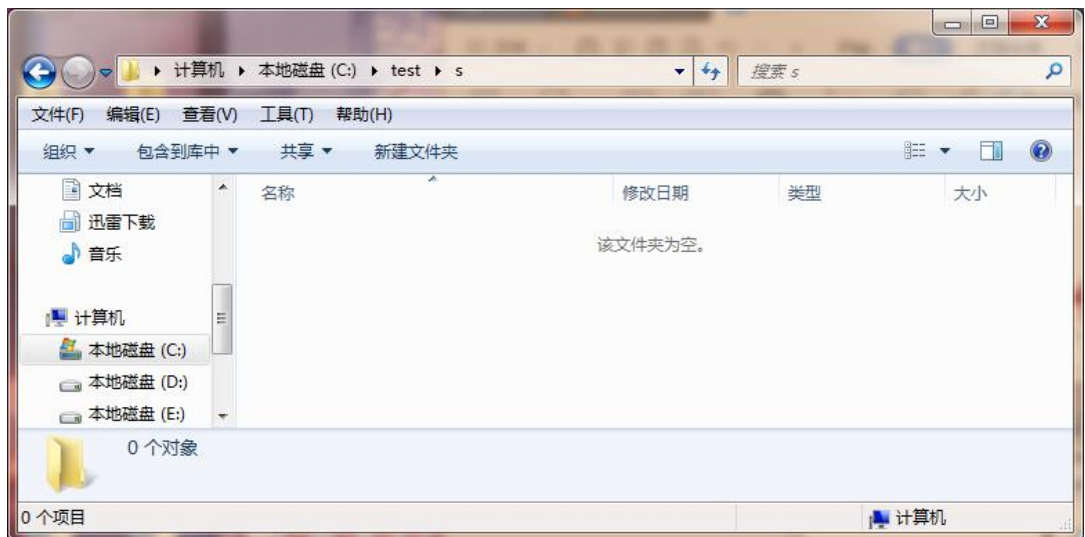 计算机 ▸ 本地磁盘 (C:) ▸ test ▸ s
搜索 s
文件(F) 编辑(E) 查看(V) 工具(T) 帮助(H)
组织 包含到库中 共享 新建文件夹
文档
迅雷下载
音乐
计算机
本地磁盘 (C:)
本地磁盘 (D:)
本地磁盘 (E:)
名称 修改日期 类型 大小
该文件夹为空。
0 个对象
0 个项目
计算机